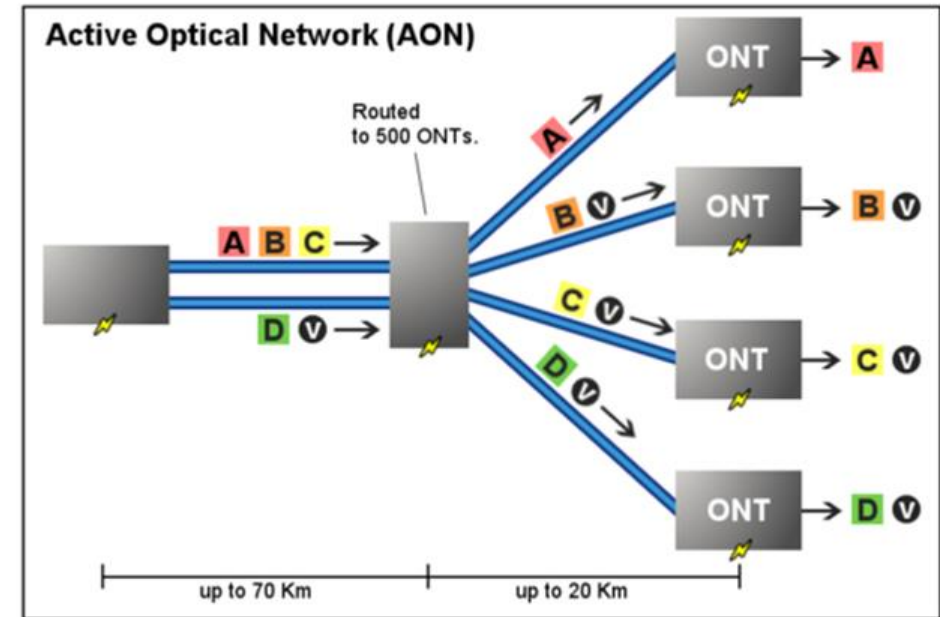 Active Optical Network (AON)
Routed
to 500 ONTs.
A B C
D V
A
B V
C V
D V
ONT
A
ONT
B V
ONT
C V
ONT
D V
up to 70 Km
up to 20 Km